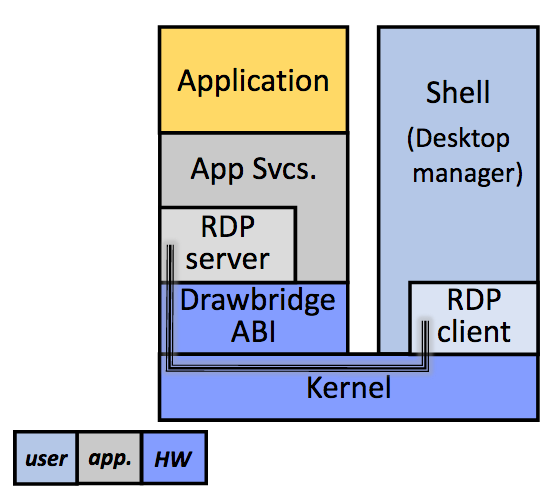 Application
App Svcs.
RDP
server
Drawbridge
ABI
Shell
(Desktop
manager)
RDP
client
Kernel
user
app.
HW